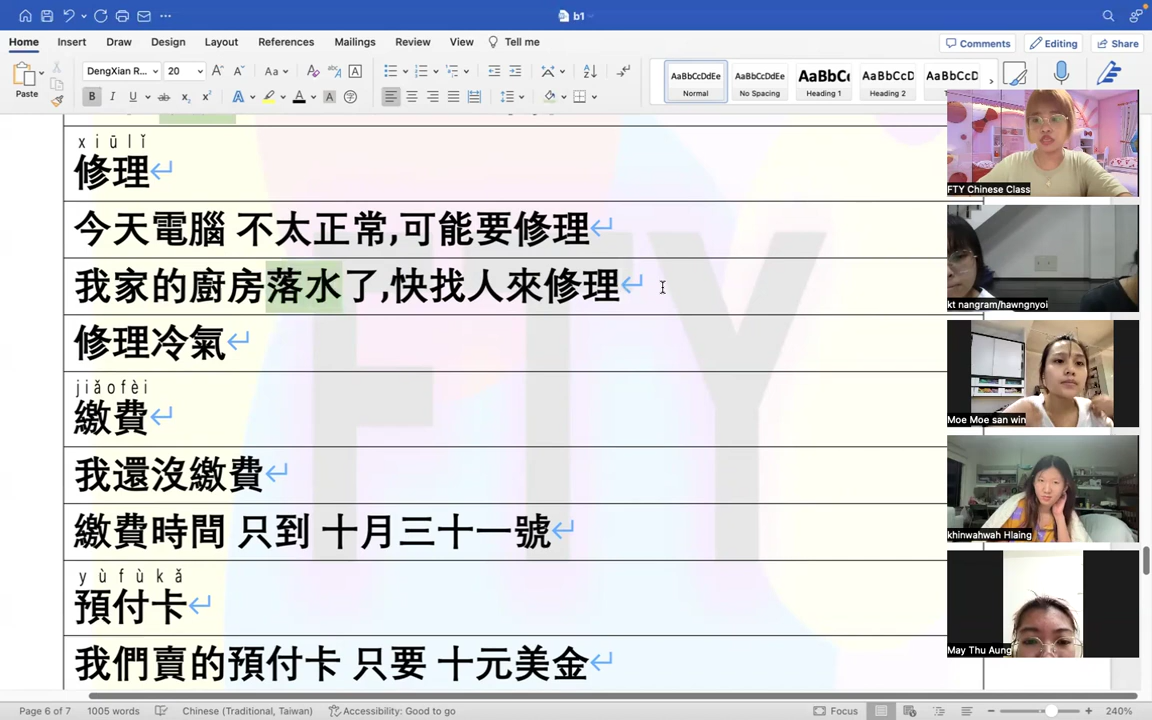 b1
Home Insert Draw Design Layout References Mailings Review View Tell me
Comments Editing Share
Paste
DengXian R... 20
AaBbCcDdEe AaBbCcDdEe AaBbCc AaBbCcD AaBbCcD
Normal No Spacing Heading 1 Heading 2
xiūlǐ
修理
今天電腦 不太正常,可能要修理
我家的廚房落水了,快找人來修理
修理冷氣
jiǎofèi
繳費
我還沒繳費
繳費時間 只到 十月三十一號
yùfùkǎ
預付卡
我們賣的預付卡 只要 十元美金
FTY
FTY Chinese Class
kt nangram/hawngnyoi
Moe Moe san win
khinwahwah Hlaing
May Thu Aung
Page 6 of 7 1005 words Chinese (Traditional, Taiwan) Accessibility: Good to go Focus 240%